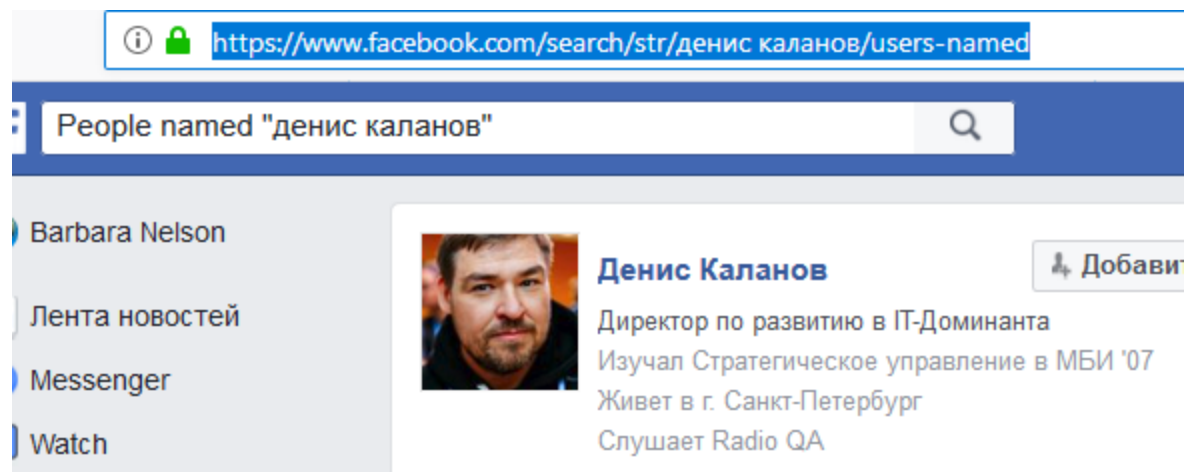 https://www.facebook.com/search/str/денис каланов/users-named
People named "денис каланов"
Barbara Nelson
Лента новостей
Messenger
Watch
Денис Каланов
Директор по развитию в IT-Доминанта
Изучал Стратегическое управление в МБИ '07
Живет в г. Санкт-Петербург
Слушает Radio QA